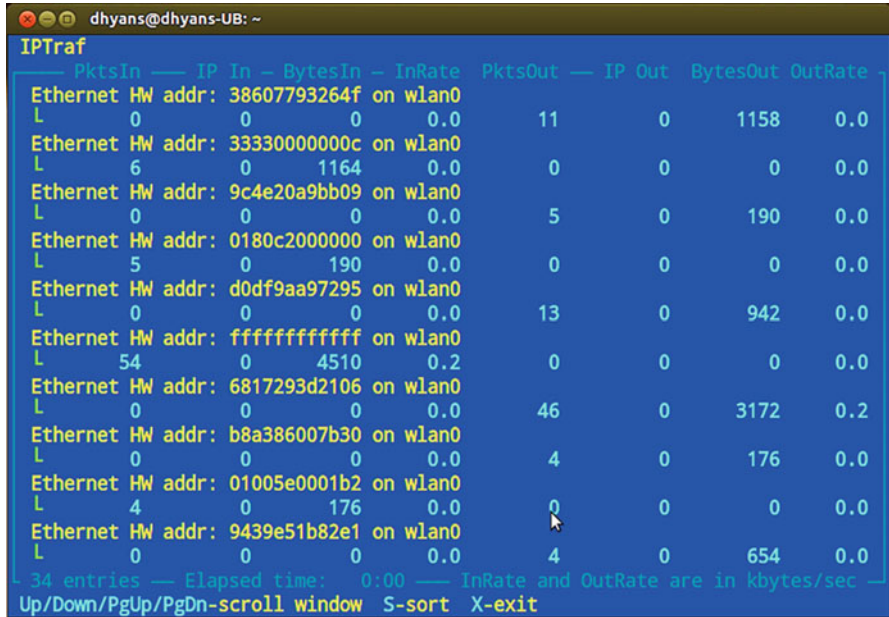 dhyans@dhyans-UB: ~
IPTraf
PktsIn IP In BytesIn InRate PktsOut IP Out BytesOut OutRate
Ethernet HW addr: 38607793264f on wlan0
0 0 0 0.0 11 0 1158 0.0
Ethernet HW addr: 33330000000c on wlan0
6 0 1164 0.0 0 0 0 0.0
Ethernet HW addr: 9c4e20a9bb09 on wlan0
0 0 0 0.0 5 0 190 0.0
Ethernet HW addr: 0180c2000000 on wlan0
5 0 190 0.0 0 0 0 0.0
Ethernet HW addr: d0df9aa97295 on wlan0
0 0 0 0.0 13 0 942 0.0
Ethernet HW addr: ffffffffffff on wlan0
54 0 4510 0.2 0 0 0 0.0
Ethernet HW addr: 6817293d2106 on wlan0
0 0 0 0.0 46 0 3172 0.2
Ethernet HW addr: b8a386007b30 on wlan0
0 0 0 0.0 4 0 176 0.0
Ethernet HW addr: 01005e0001b2 on wlan0
4 0 176 0.0 0 0 0 0.0
Ethernet HW addr: 9439e51b82e1 on wlan0
0 0 0 0.0 4 0 654 0.0
34 entries — Elapsed time: 0:00 — InRate and OutRate are in kbytes/sec
Up/Down/PgUp/PgDn-scroll window S-sort X-exit